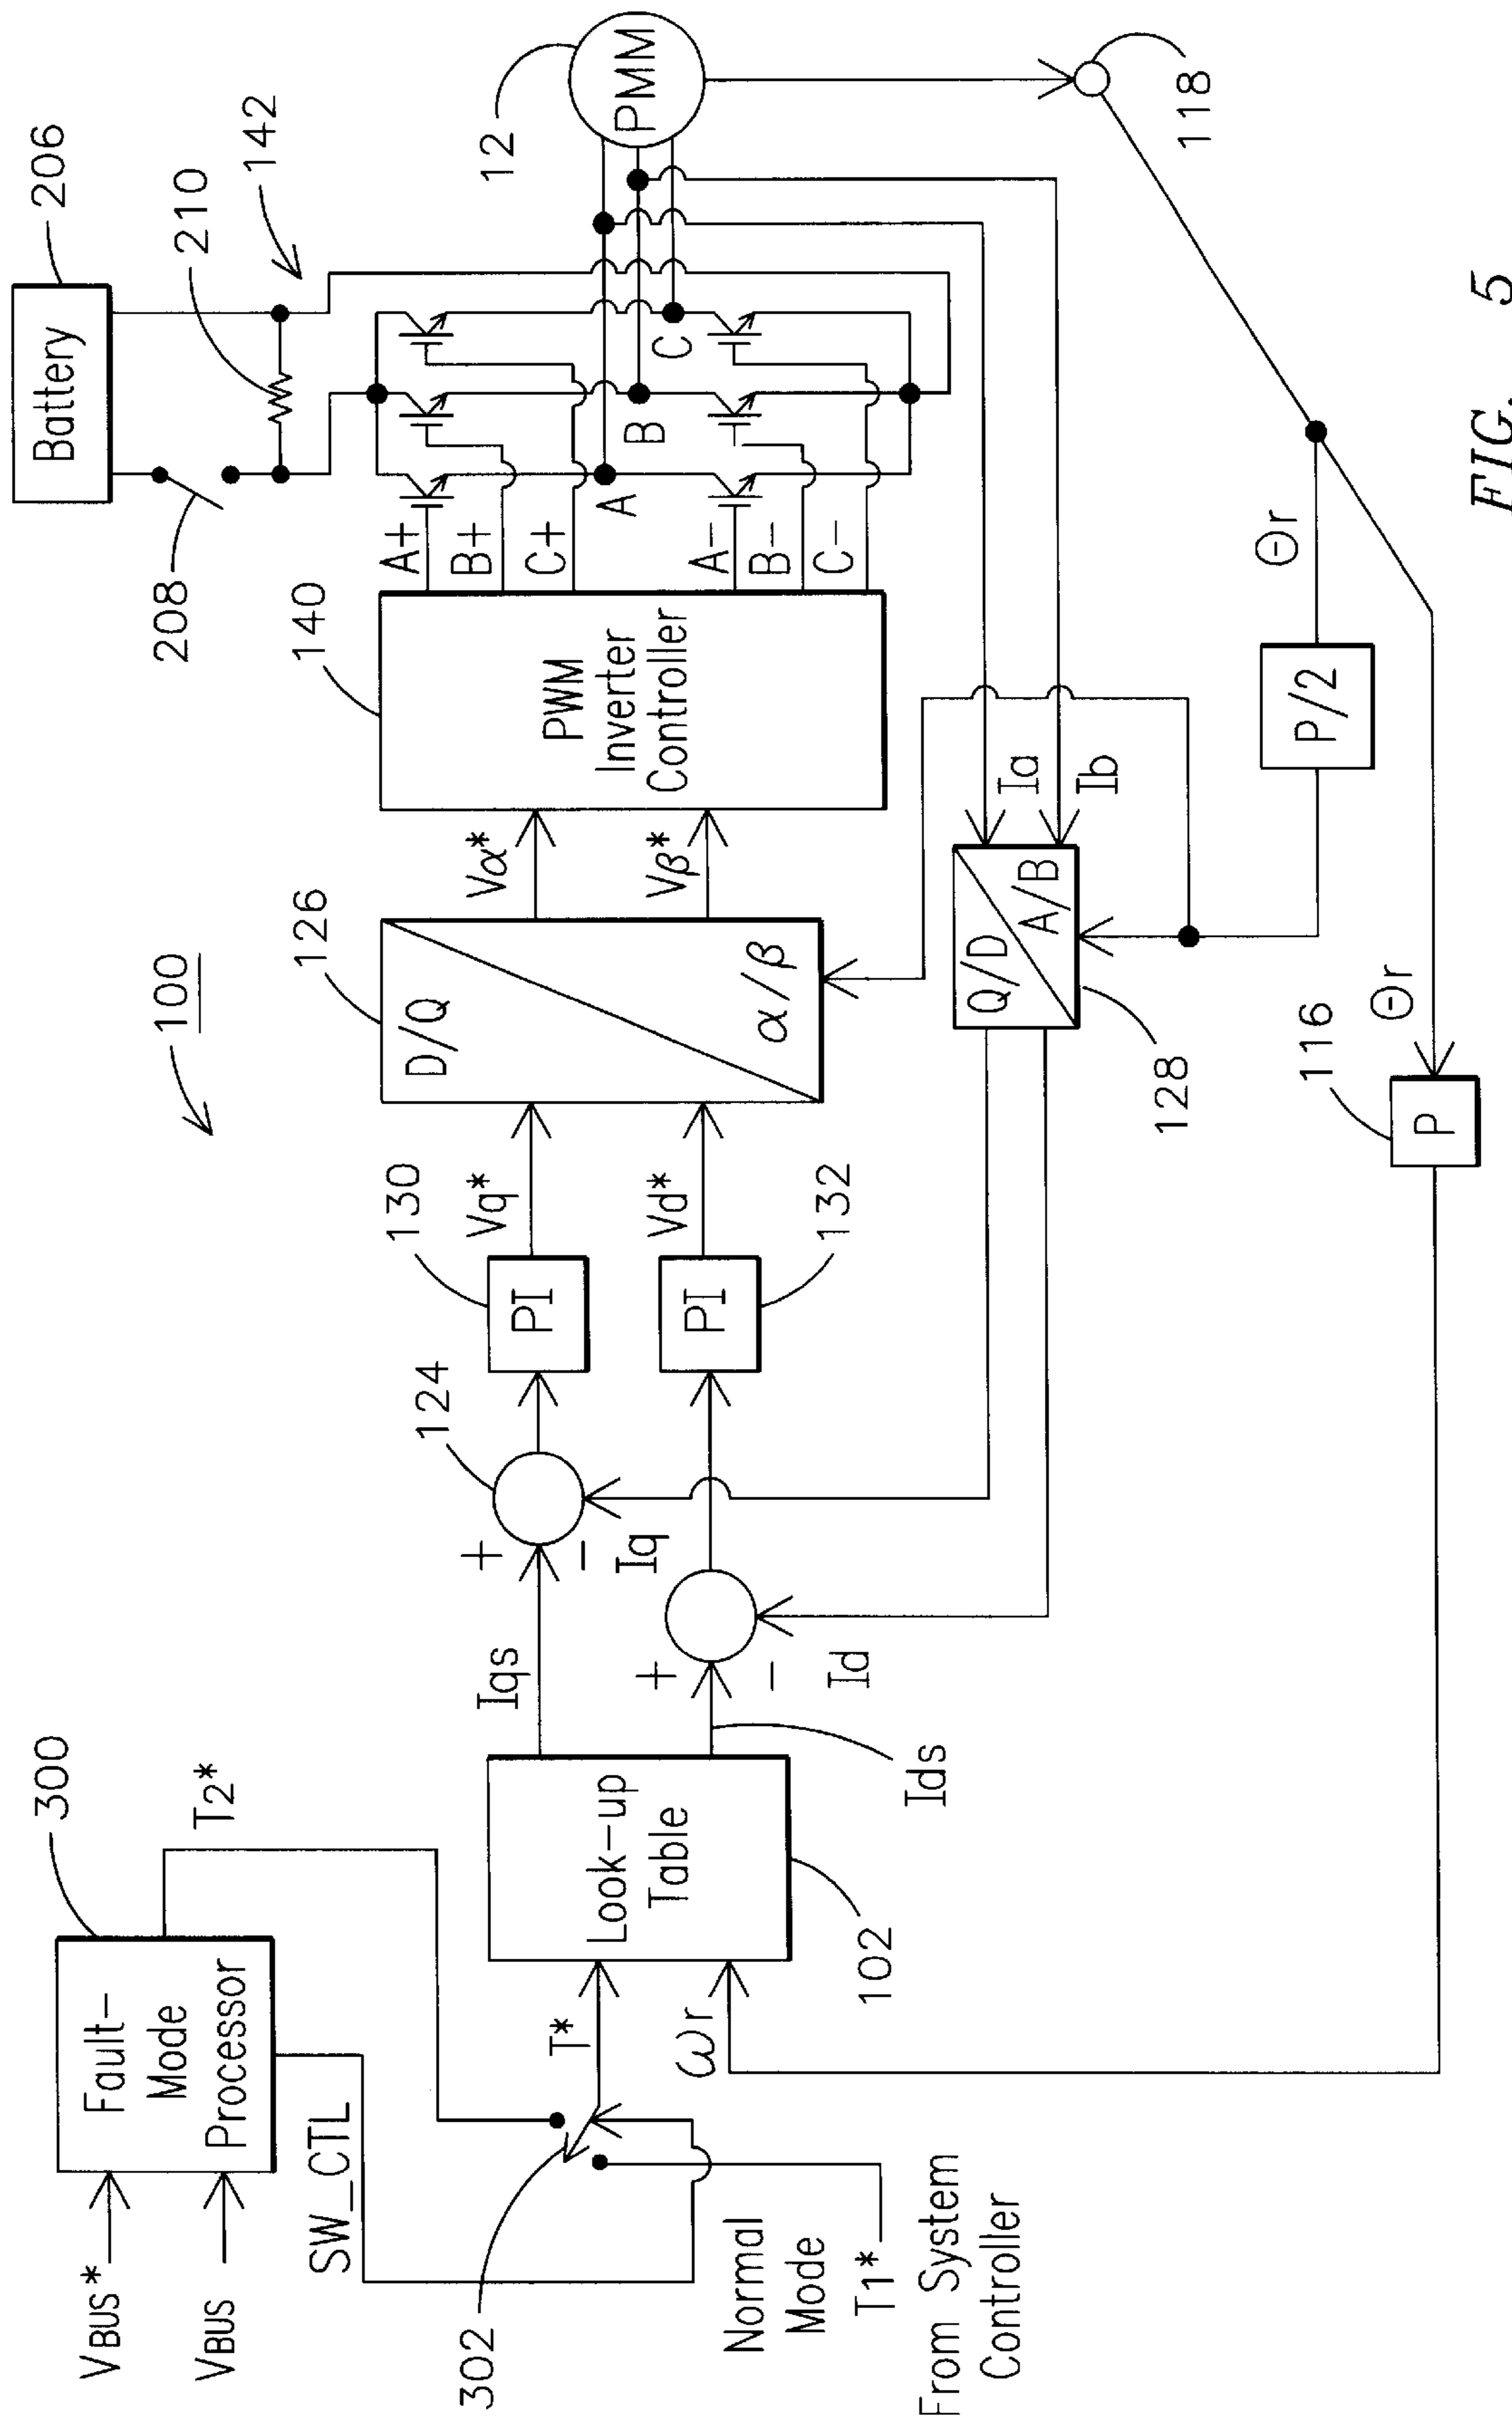 100
VBUS*
VBUS
Fault-
Mode
Processor
300
T2*
SW_CTL
302
Normal
Mode
T1*
From System
Controller
T*
ωr
Look-up
Table
102
Iqs
Ids
+
-
Iq
124
+
-
Id
PI
130
Vq*
PI
132
Vd*
D/Q
α/β
126
Vα*
Vβ*
PWM
Inverter
Controller
140
A+
B+
C+
A-
B-
C-
A
B
C
Battery
206
208
210
142
PMM
12
118
Q/D
A/B
128
Ia
Ib
P/2
Θr
P
116
Θr
FIG. 5